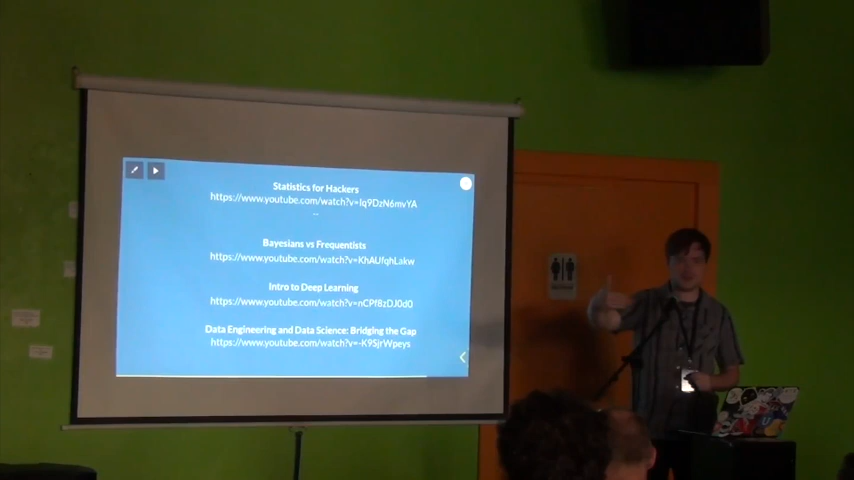 Statistics for Hackers
https://www.youtube.com/watch?v=Iq9DzN6mvYA
Bayesians vs Frequentists
https://www.youtube.com/watch?v=KhAUfqhLakw
Intro to Deep Learning
https://www.youtube.com/watch?v=nCPf8zDJ0d0
Data Engineering and Data Science: Bridging the Gap
https://www.youtube.com/watch?v=-K9SjrWpeys